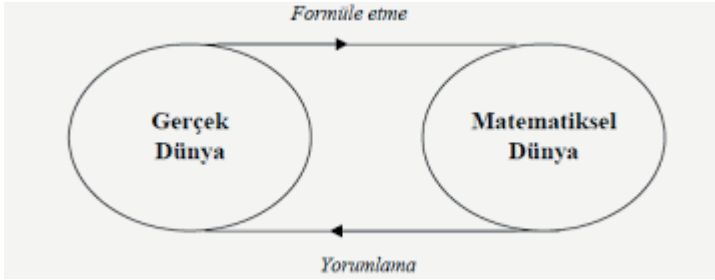 Formüle etme
Gerçek
Dünya
Matematiksel
Dünya
Yorumlama